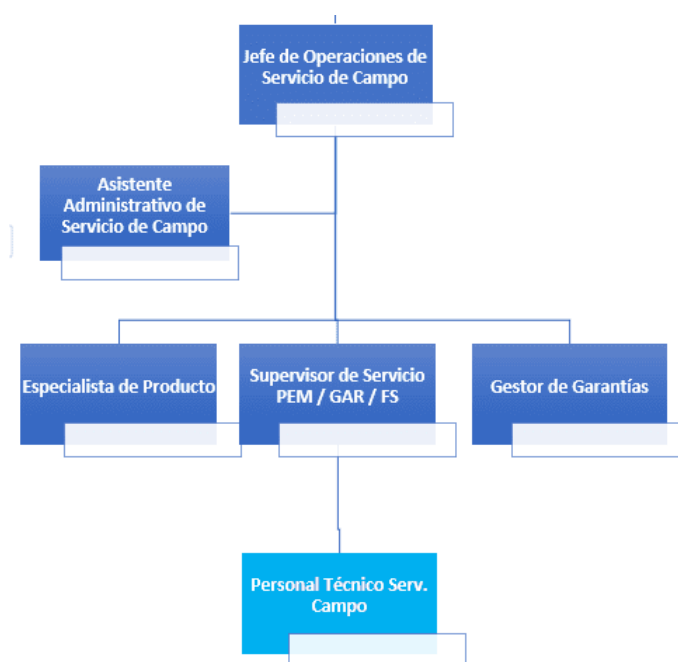 Jefe de Operaciones de
Servicio de Campo
Asistente
Administrativo de
Servicio de Campo
Especialista de Producto
Supervisor de Servicio
PEM / GAR / FS
Gestor de Garantías
Personal Técnico Serv.
Campo